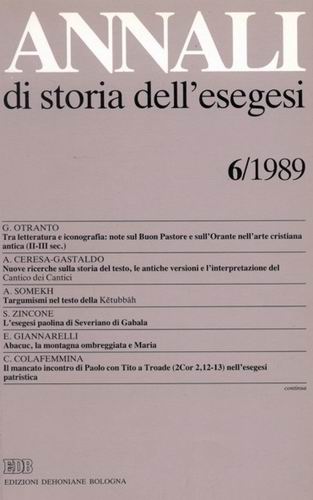 ANNALI
di storia dell'esegesi
6/1989
G. OTRANTO
Tra letteratura e iconografia: note sul Buon Pastore e sull'Orante nell'arte cristiana
antica (II-III sec.)
A. CERESA-GASTALDO
Nuove ricerche sulla storia del testo, le antiche versioni e l'interpretazione del
Cantico dei Cantici
A. SOMEKH
Targumismi nel testo della Kĕtubbāh
S. ZINCONE
L'esegesi paolina di Severiano di Gabala
E. GIANNARELLI
Abacuc, la montagna ombreggiata e Maria
C. COLAFEMMINA
Il mancato incontro di Paolo con Tito a Troade (2Cor 2,12-13) nell'esegesi
patristica
continua
EDB
EDIZIONI DEHONIANE BOLOGNA